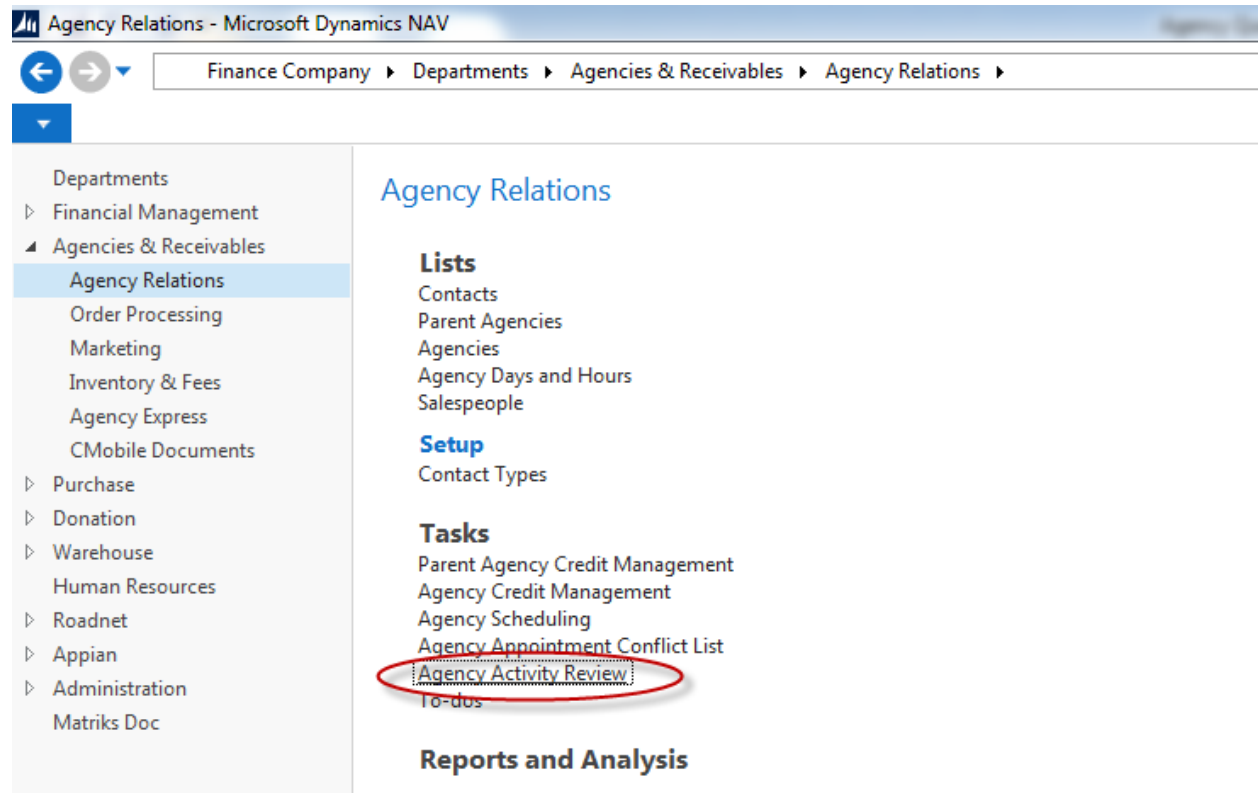 Agency Relations - Microsoft Dynamics NAV
Finance Company ▸ Departments ▸ Agencies & Receivables ▸ Agency Relations ▸
Departments
Financial Management
Agencies & Receivables
Agency Relations
Order Processing
Marketing
Inventory & Fees
Agency Express
CMobile Documents
Purchase
Donation
Warehouse
Human Resources
Roadnet
Appian
Administration
Matriks Doc
Agency Relations
Lists
Contacts
Parent Agencies
Agencies
Agency Days and Hours
Salespeople
Setup
Contact Types
Tasks
Parent Agency Credit Management
Agency Credit Management
Agency Scheduling
Agency Appointment Conflict List
Agency Activity Review
To-dos
Reports and Analysis